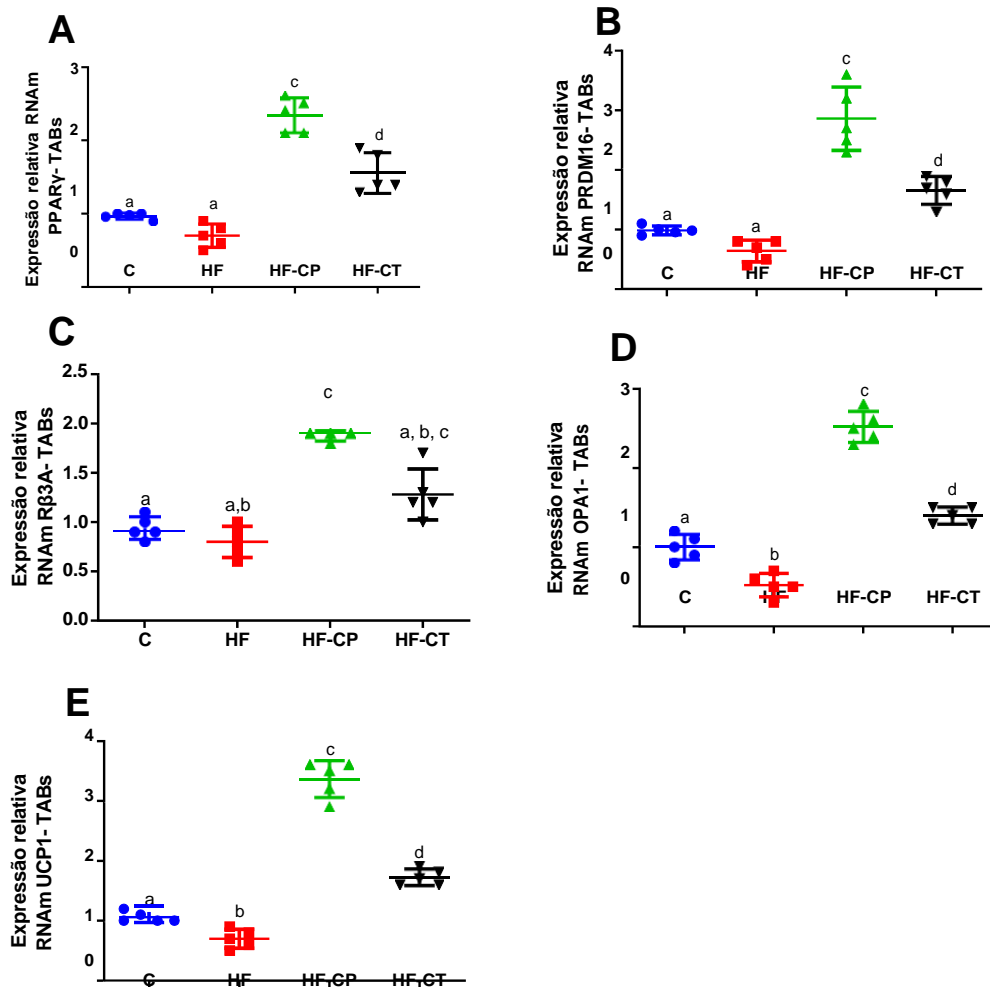 A
Expressão relativa RNAm
PPARγ- TABs
3
2
1
0
a
a
c
d
C HF HF-CP HF-CT
B
Expressão relativa
RNAm PRDM16- TABs
4
3
2
1
0
a
a
c
d
C HF HF-CP HF-CT
C
Expressão relativa
RNAm Rβ3A- TABs
2.5
2.0
1.5
1.0
0.5
0.0
a
a,b
c
a, b, c
C HF HF-CP HF-CT
D
Expressão relativa
RNAm OPA1- TABs
3
2
1
0
a
b
c
d
C HF HF-CP HF-CT
E
Expressão relativa
RNAm UCP1- TABs
4
3
2
1
0
a
b
c
d
C HF HF-CP HF-CT